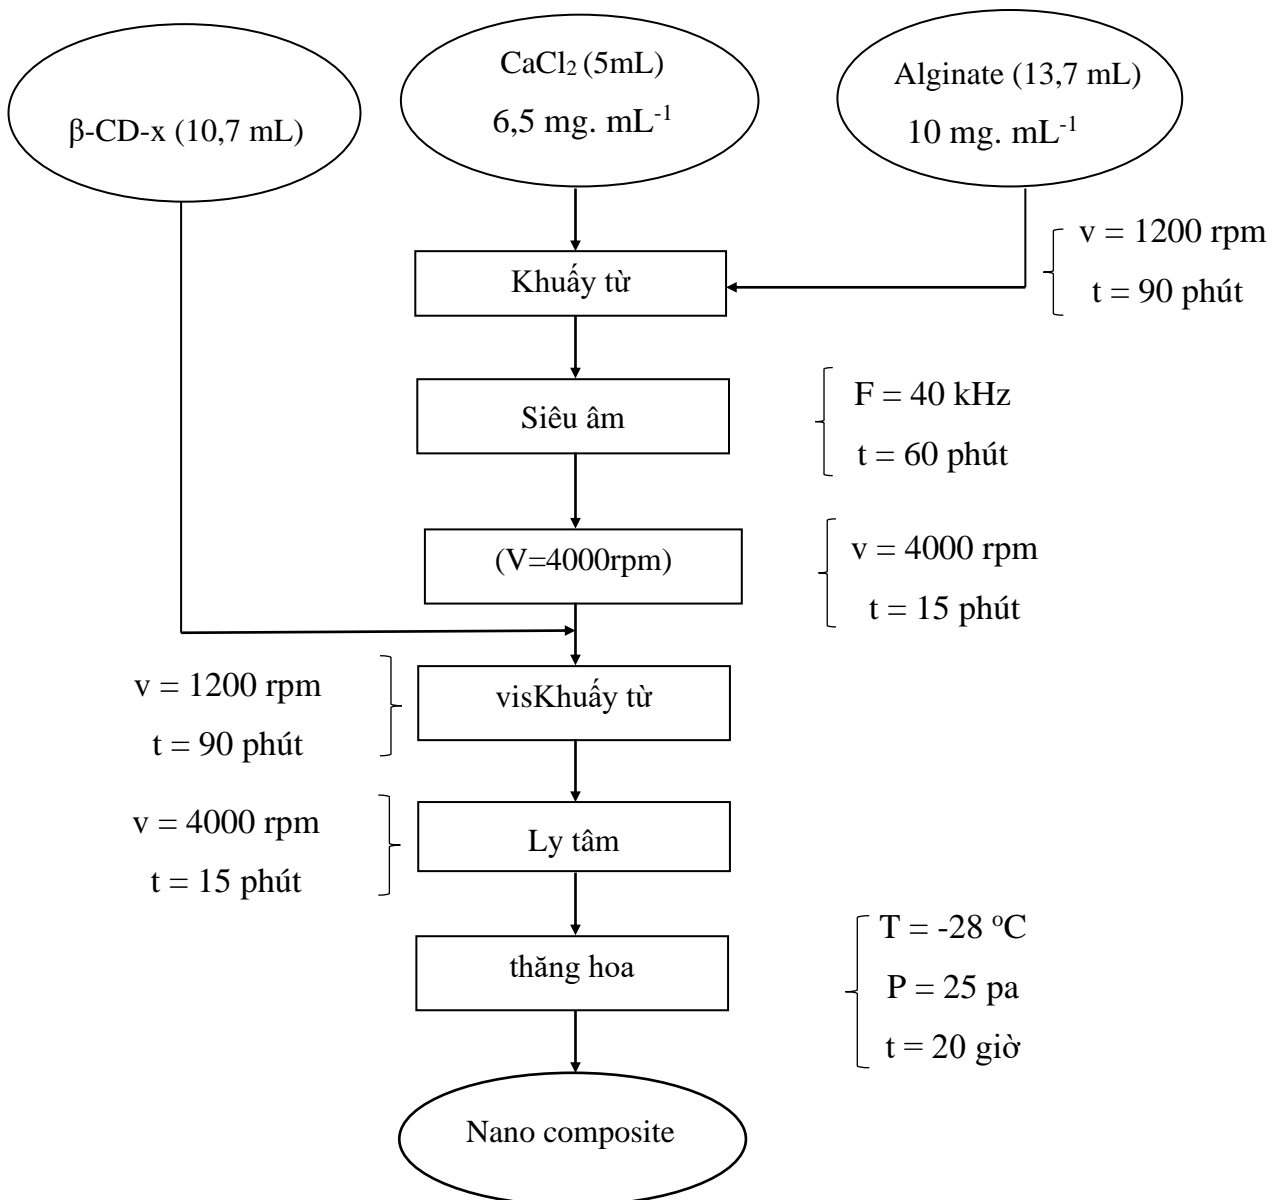 β-CD-x (10,7 mL)
CaCl₂ (5mL)
6,5 mg. mL⁻¹
Alginate (13,7 mL)
10 mg. mL⁻¹
Khuấy từ
v = 1200 rpm
t = 90 phút
Siêu âm
F = 40 kHz
t = 60 phút
(V=4000rpm)
v = 4000 rpm
t = 15 phút
v = 1200 rpm
t = 90 phút
visKhuấy từ
v = 4000 rpm
t = 15 phút
Ly tâm
thăng hoa
T = -28 ºC
P = 25 pa
t = 20 giờ
Nano composite